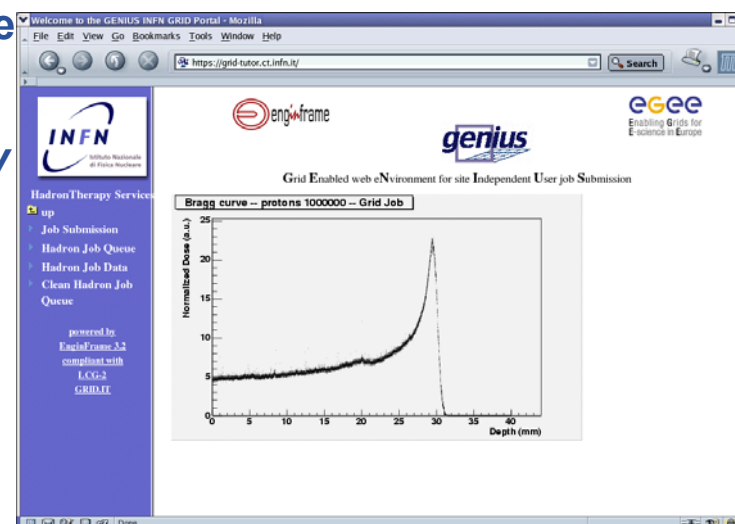 e
y
Welcome to the GENIUS INFN GRID Portal - Mozilla
File Edit View Go Bookmarks Tools Window Help
https://grid-tutor.ct.infn.it/
Search
INFN
Istituto Nazionale
di Fisica Nucleare
HadronTherapy Services
up
Job Submission
Hadron Job Queue
Hadron Job Data
Clean Hadron Job
Queue
powered by
EnginFrame 3.2
compliant with
LCG-2
GRID.IT
enginframe
genius
eGee
Enabling Grids for
E-science in Europe
Grid Enabled web eNvironment for site Independent User job Submission
Bragg curve -- protons 1000000 -- Grid Job
Normalized Dose (a.u.)
25
20
15
10
5
0
0 5 10 15 20 25 30 35 40
Depth (mm)
Done